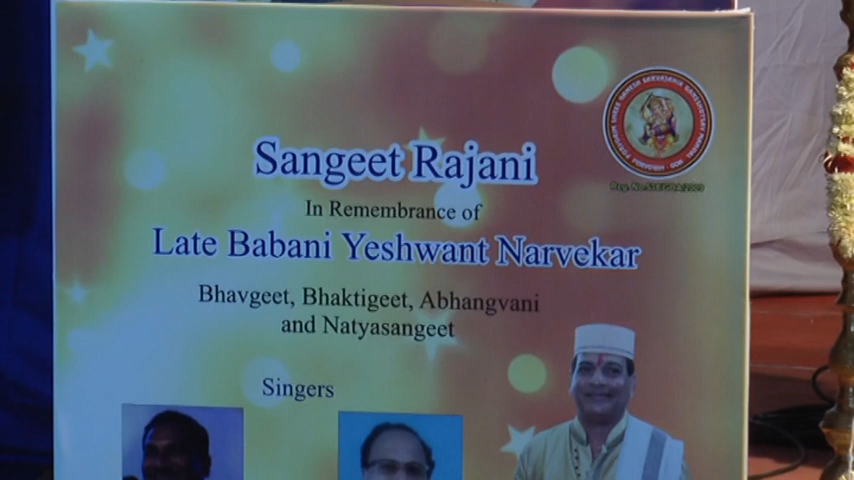 Sangeet Rajani
In Remembrance of
Late Babani Yeshwant Narvekar
Bhavgeet, Bhaktigeet, Abhangvani
and Natyasangeet
Singers